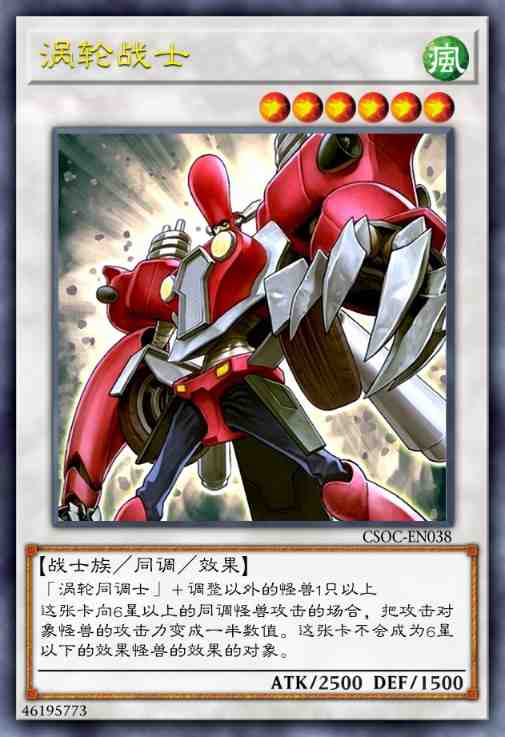 涡轮战士
風
CSOC-EN038
【战士族／同调／效果】
「涡轮同调士」＋调整以外的怪兽1只以上
这张卡向6星以上的同调怪兽攻击的场合，把攻击对
象怪兽的攻击力变成一半数值。这张卡不会成为6星
以下的效果怪兽的效果的对象。
ATK/2500 DEF/1500
46195773